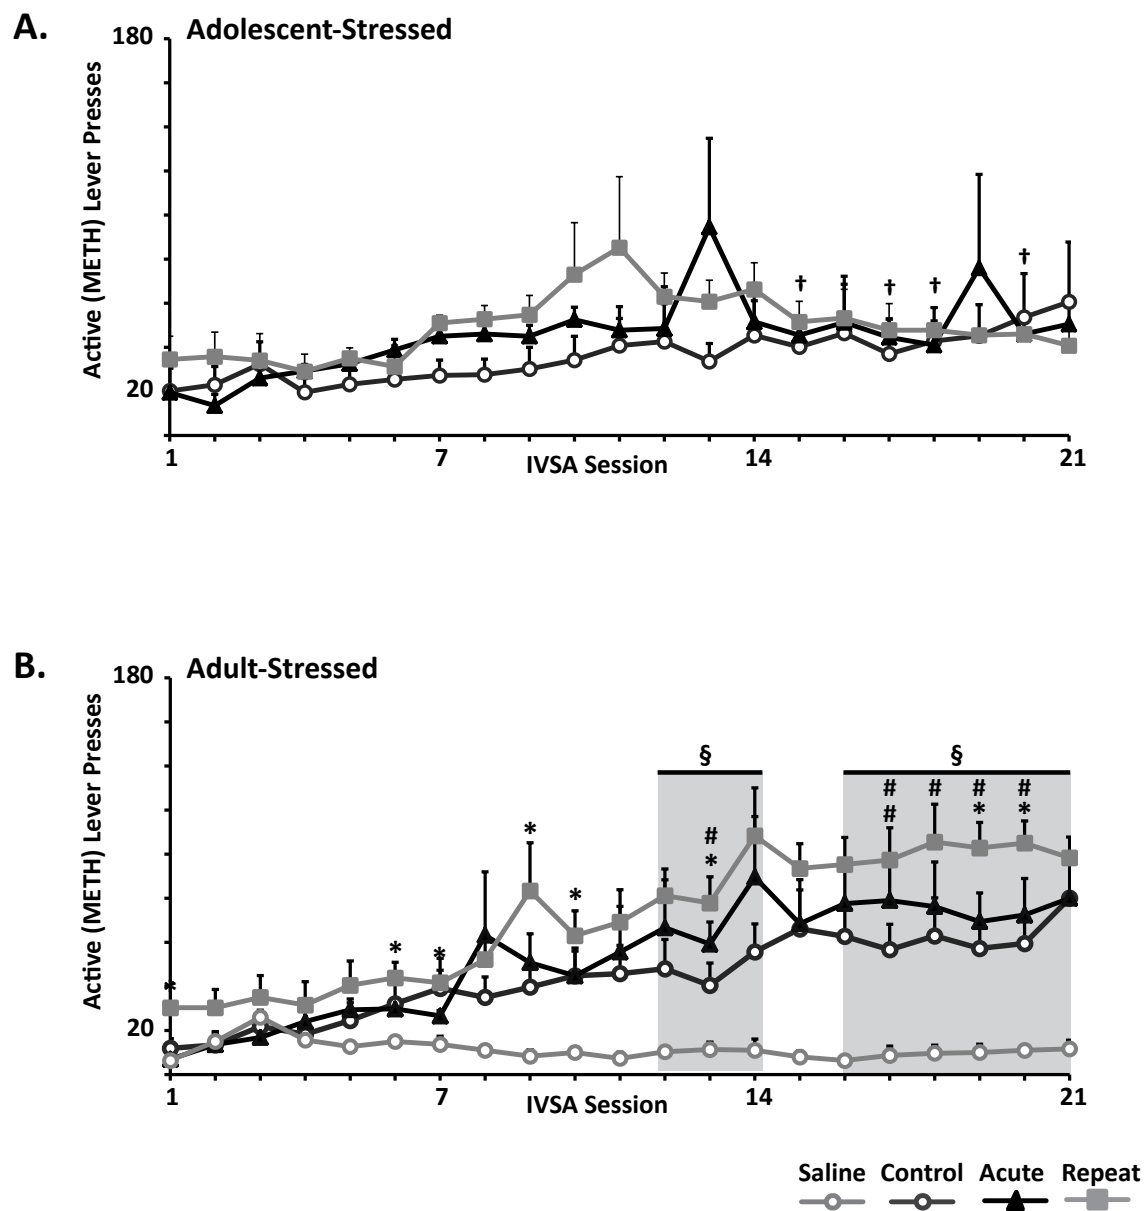 A. Adolescent-Stressed
180
Active (METH) Lever Presses
† † † †
20
1 7 14 21
IVSA Session
B. Adult-Stressed
180
Active (METH) Lever Presses
§ §
# # # #
* # # * *
* * * * *
20
1 7 14 21
IVSA Session
Saline Control Acute Repeat